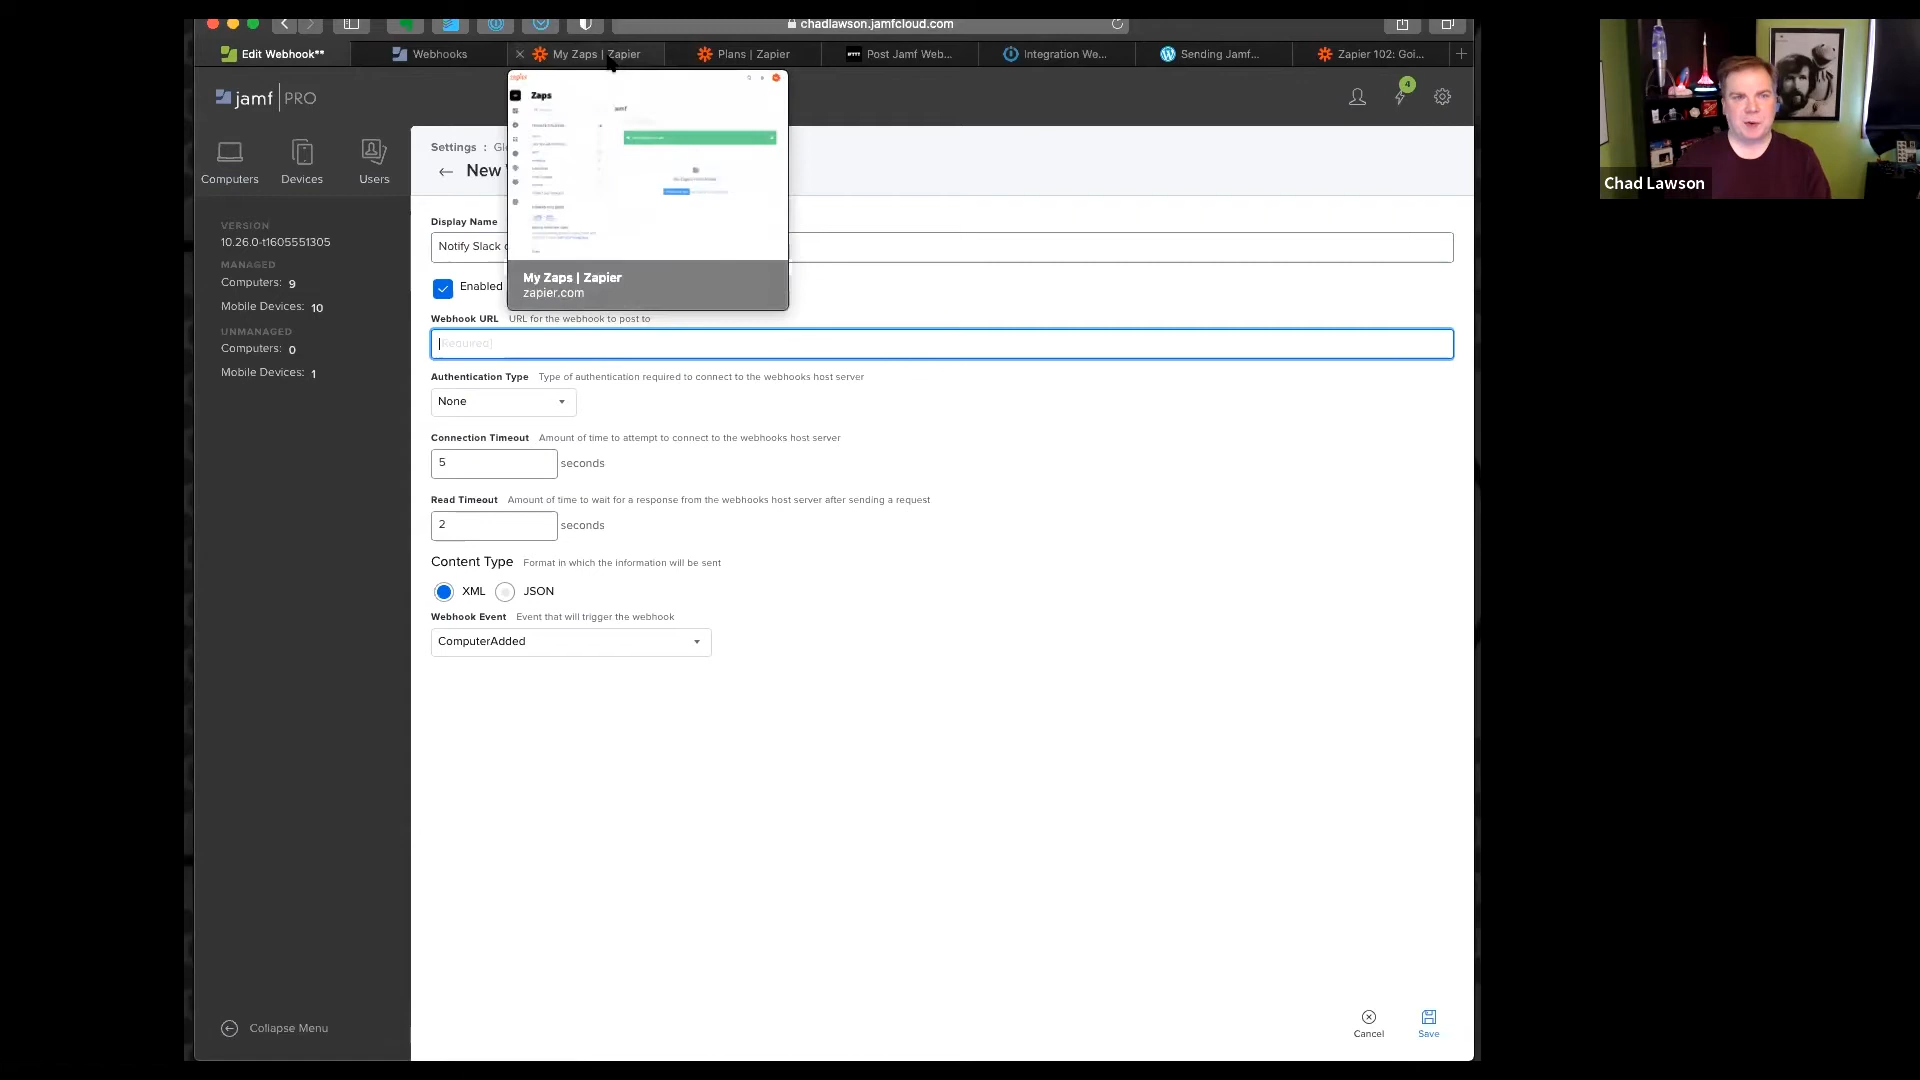 chadlawson.jamfcloud.com
Edit Webhook**
Webhooks
My Zaps | Zapier
Plans | Zapier
Post Jamf Web...
Integration We...
Sending Jamf...
Zapier 102: Goi...
jamf | PRO
4
Computers
Devices
Users
VERSION
10.26.0-t1605551305
MANAGED
Computers: 9
Mobile Devices: 10
UNMANAGED
Computers: 0
Mobile Devices: 1
Collapse Menu
Settings :
New
Zaps
My Zaps | Zapier
zapier.com
Display Name
Notify Slack
Enabled
Webhook URL URL for the webhook to post to
[Required]
Authentication Type Type of authentication required to connect to the webhooks host server
None
Connection Timeout Amount of time to attempt to connect to the webhooks host server
5 seconds
Read Timeout Amount of time to wait for a response from the webhooks host server after sending a request
2 seconds
Content Type Format in which the information will be sent
XML JSON
Webhook Event Event that will trigger the webhook
ComputerAdded
Cancel
Save
Chad Lawson